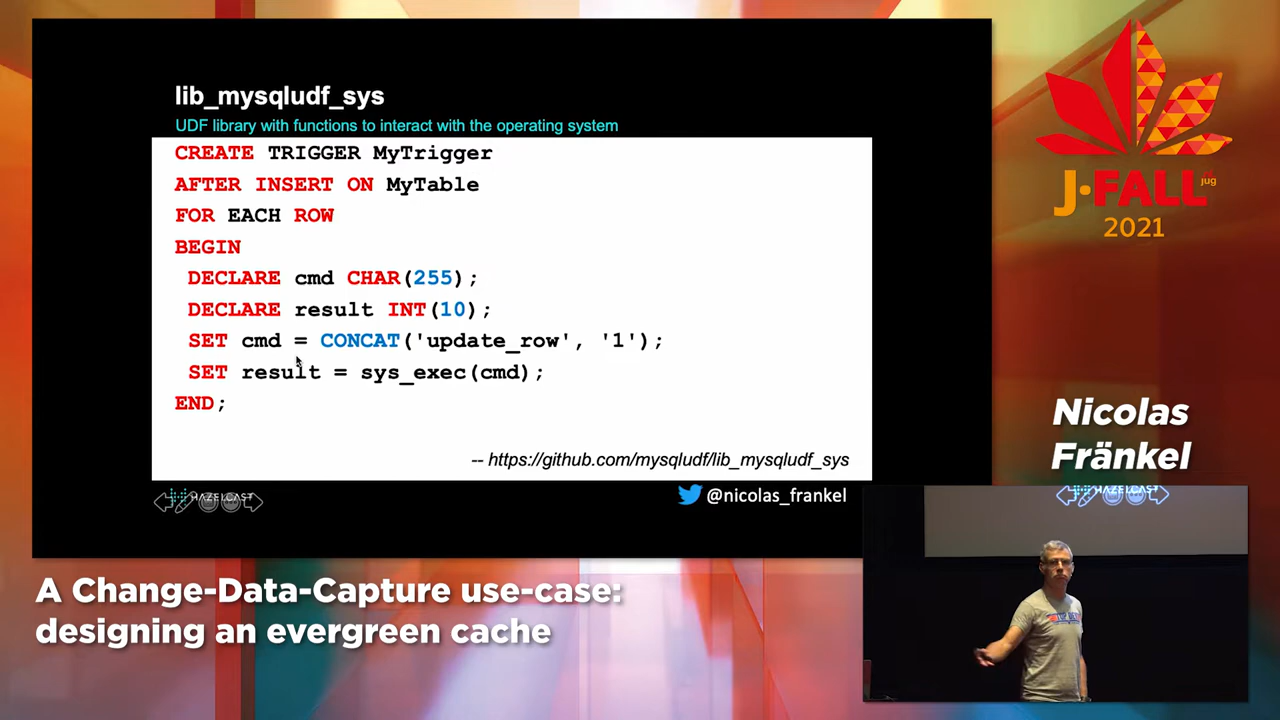 lib_mysqludf_sys
UDF library with functions to interact with the operating system
CREATE TRIGGER MyTrigger
AFTER INSERT ON MyTable
FOR EACH ROW
BEGIN
DECLARE cmd CHAR(255);
DECLARE result INT(10);
SET cmd = CONCAT('update_row', '1');
SET result = sys_exec(cmd);
END;
-- https://github.com/mysqludf/lib_mysqludf_sys
HAZELCAST
@nicolas_frankel
J•FALL
nljug
2021
Nicolas
Fränkel
HAZELCAST
A Change-Data-Capture use-case:
designing an evergreen cache